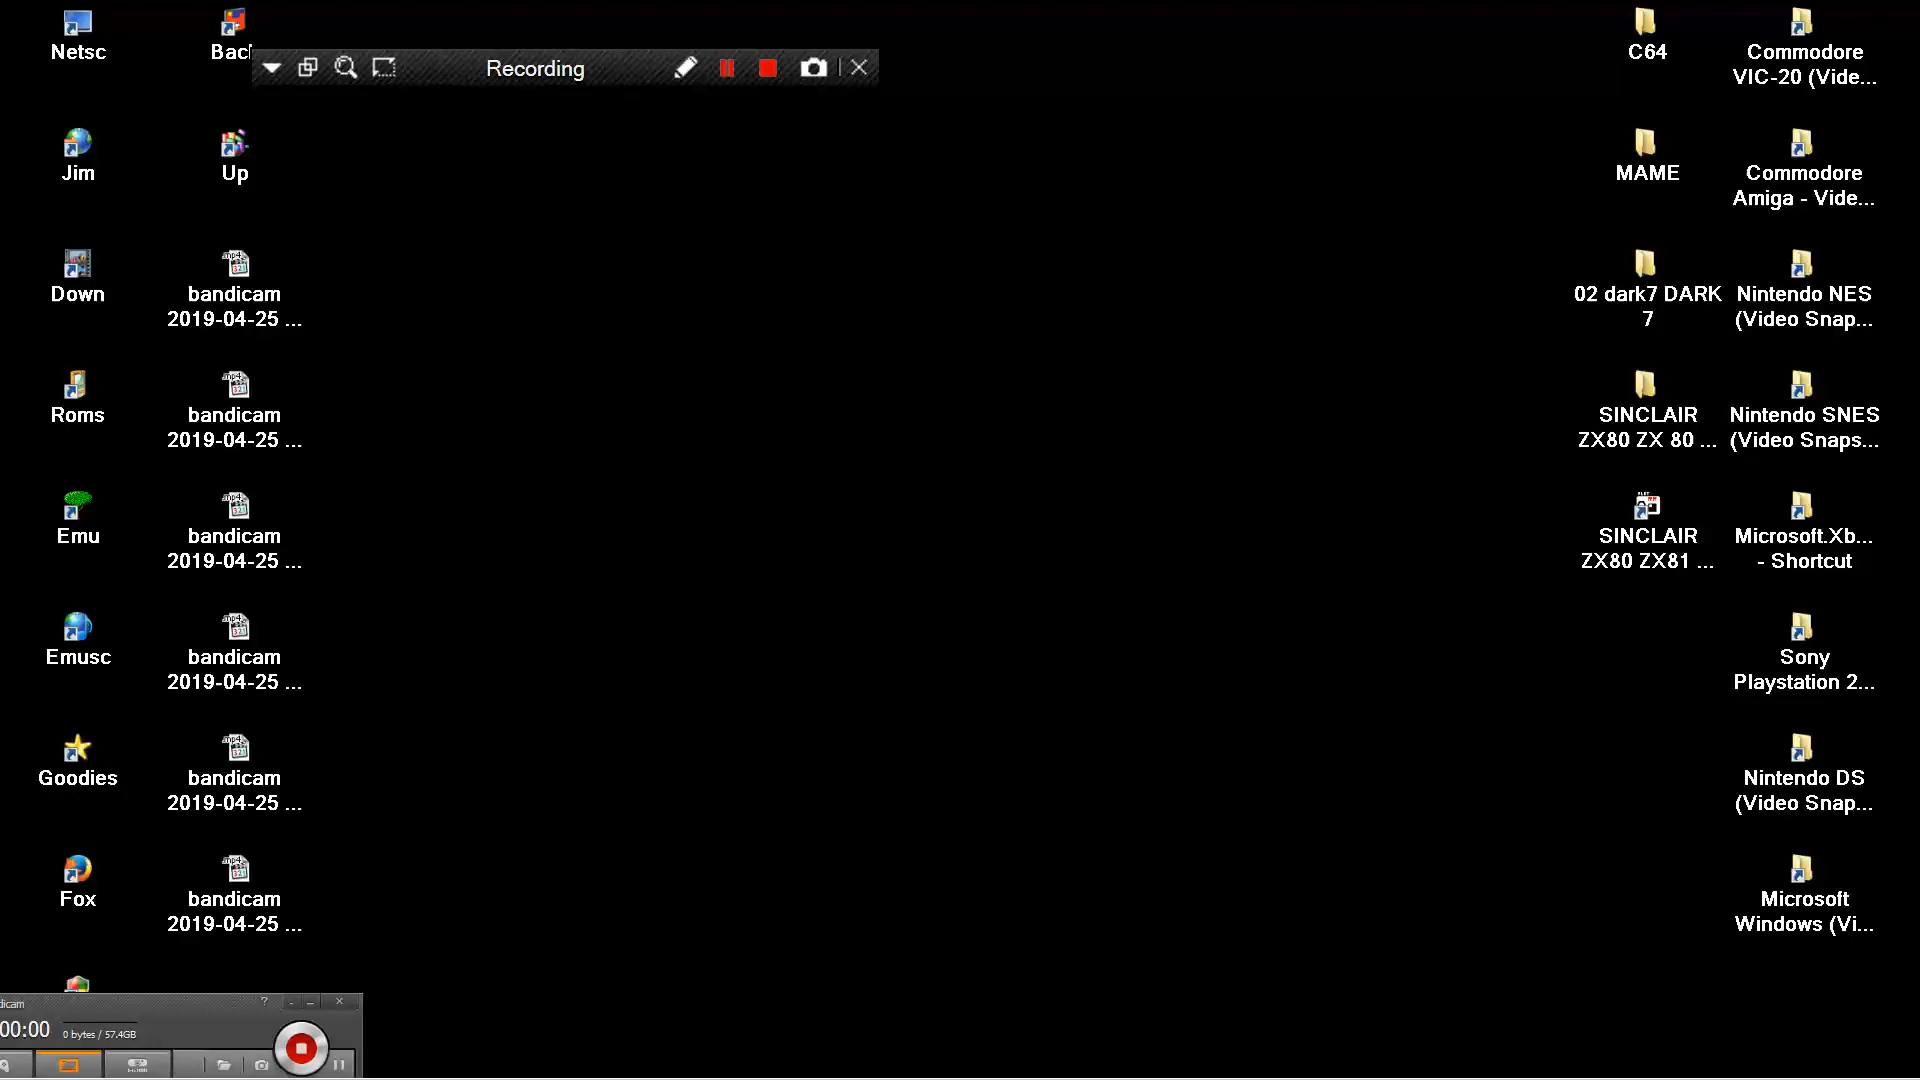 Netsc
Bac
Recording
C64
Commodore
VIC-20 (Vide...
Jim
Up
MAME
Commodore
Amiga - Vide...
Down
bandicam
2019-04-25 ...
02 dark7 DARK
7
Nintendo NES
(Video Snap...
Roms
bandicam
2019-04-25 ...
SINCLAIR
ZX80 ZX 80 ...
Nintendo SNES
(Video Snaps...
Emu
bandicam
2019-04-25 ...
SINCLAIR
ZX80 ZX81 ...
Microsoft.Xb...
- Shortcut
Emusc
bandicam
2019-04-25 ...
Sony
Playstation 2...
Goodies
bandicam
2019-04-25 ...
Nintendo DS
(Video Snap...
Fox
bandicam
2019-04-25 ...
Microsoft
Windows (Vi...
dicam
00:00
0 bytes / 57.4GB